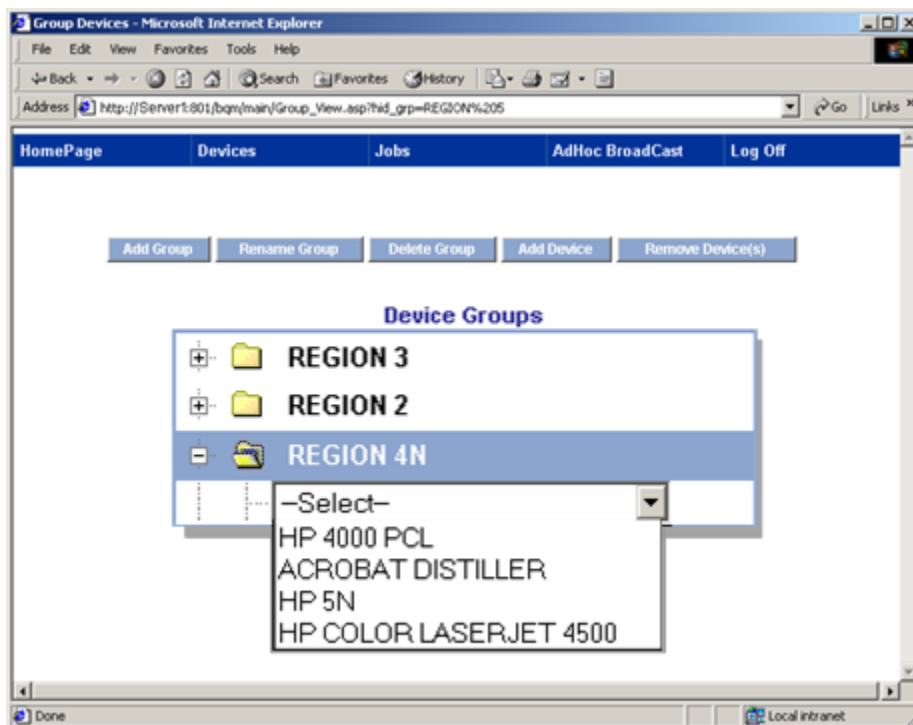 Group Devices - Microsoft Internet Explorer
File Edit View Favorites Tools Help
Back Search Favorites History
Address http://Server1:801/bqm/main/Group_View.asp?hid_grp=REGION%205 Go Links »
HomePage Devices Jobs AdHoc BroadCast Log Off
Add Group Rename Group Delete Group Add Device Remove Device(s)
Device Groups
REGION 3
REGION 2
REGION 4N
--Select--
HP 4000 PCL
ACROBAT DISTILLER
HP 5N
HP COLOR LASERJET 4500
Done Local intranet